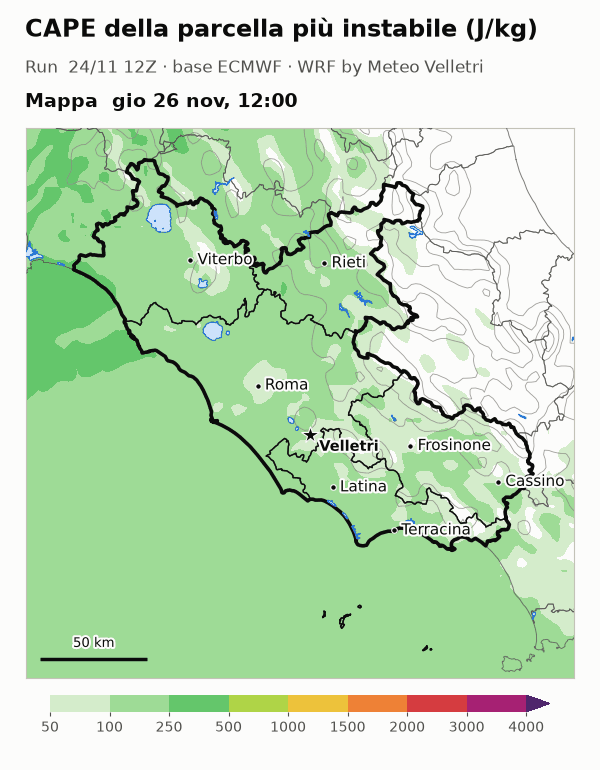 CAPE della parcella più instabile (J/kg)
Run  24/11 12Z · base ECMWF · WRF by Meteo Velletri
Mappa  gio 26 nov, 12:00
Viterbo
Rieti
Roma
Velletri
Frosinone
Latina
Cassino
Terracina
50 km
50 100 250 500 1000 1500 2000 3000 4000